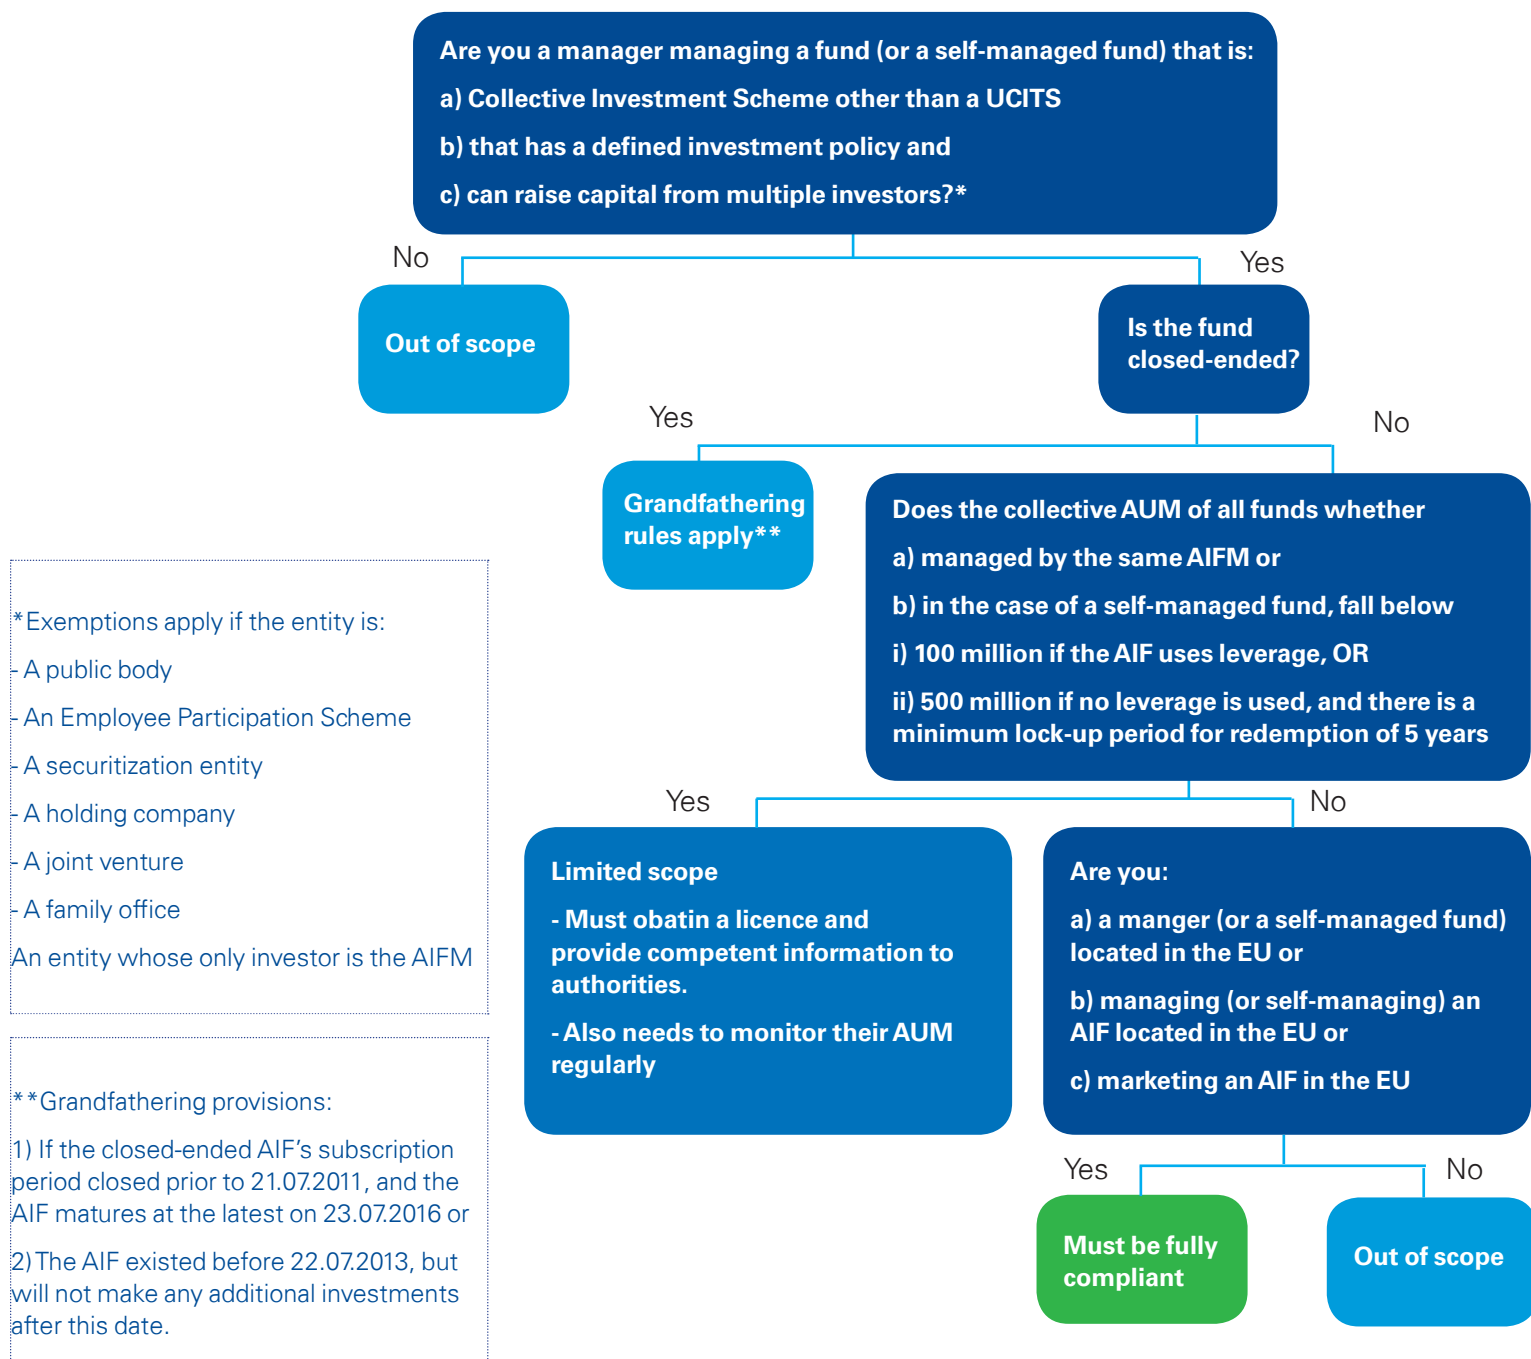 Are you a manager managing a fund (or a self-managed fund) that is:
a) Collective Investment Scheme other than a UCITS
b) that has a defined investment policy and
c) can raise capital from multiple investors?*
No
Yes
Out of scope
Is the fund
closed-ended?
Yes
No
Grandfathering
rules apply**
Does the collective AUM of all funds whether
a) managed by the same AIFM or
b) in the case of a self-managed fund, fall below
i) 100 million if the AIF uses leverage, OR
ii) 500 million if no leverage is used, and there is a
minimum lock-up period for redemption of 5 years
*Exemptions apply if the entity is:
- A public body
- An Employee Participation Scheme
- A securitization entity
- A holding company
- A joint venture
- A family office
An entity whose only investor is the AIFM
Yes
No
Limited scope
- Must obatin a licence and
provide competent information to
authorities.
- Also needs to monitor their AUM
regularly
Are you:
a) a manger (or a self-managed fund)
located in the EU or
b) managing (or self-managing) an
AIF located in the EU or
c) marketing an AIF in the EU
**Grandfathering provisions:
1) If the closed-ended AIF's subscription
period closed prior to 21.07.2011, and the
AIF matures at the latest on 23.07.2016 or
2) The AIF existed before 22.07.2013, but
will not make any additional investments
after this date.
Yes
No
Must be fully
compliant
Out of scope